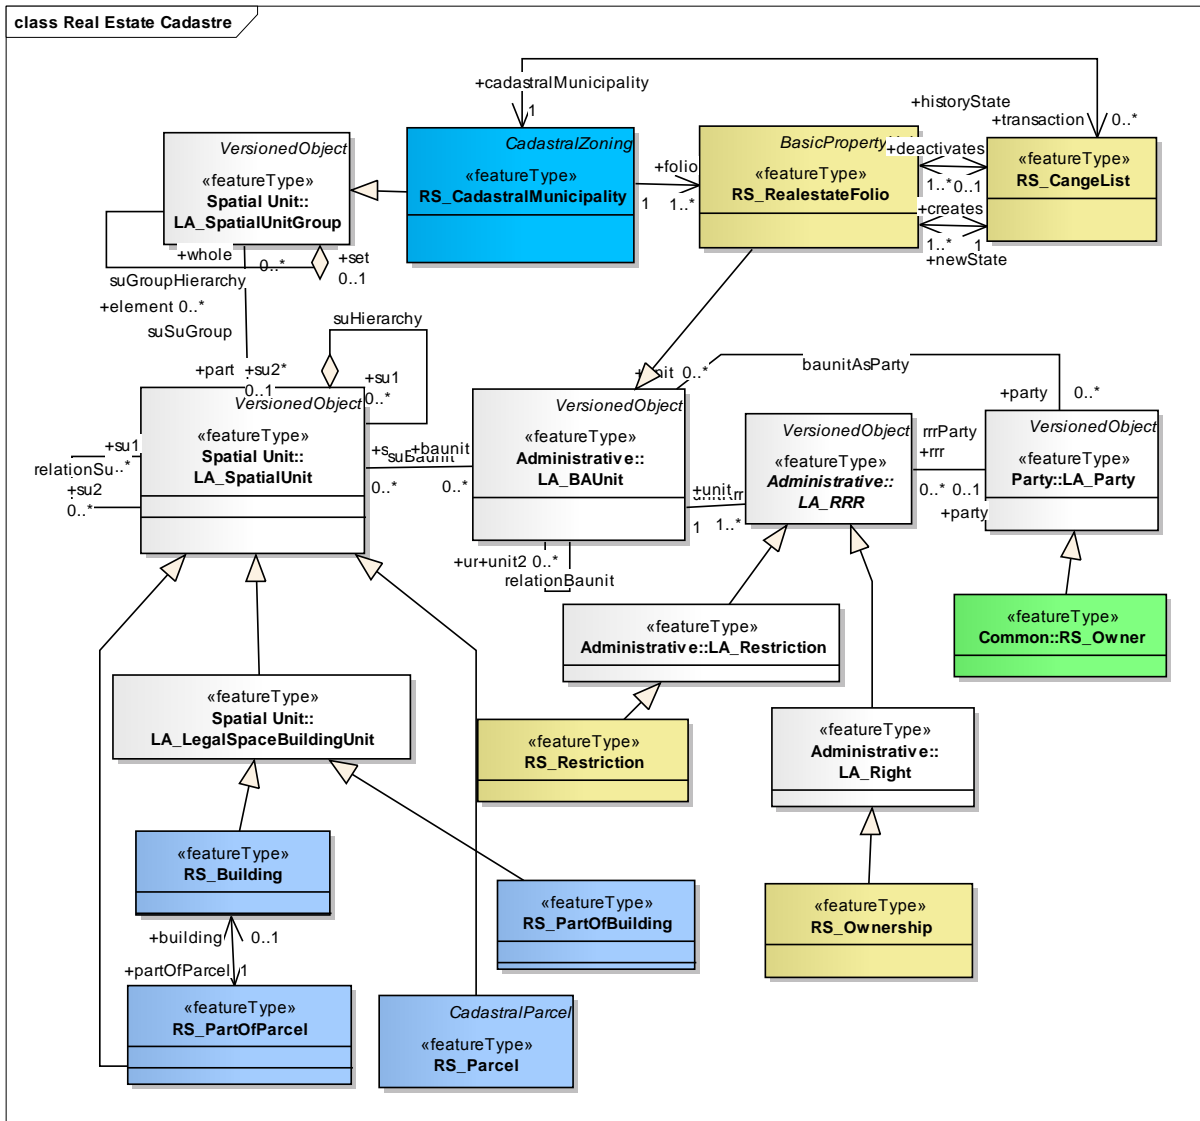 class Real Estate Cadastre
+cadastralMunicipality
1
+historyState
+transaction
0..*
VersionedObject
«featureType»
Spatial Unit::
LA_SpatialUnitGroup
CadastralZoning
«featureType»
RS_CadastralMunicipality
+folio
1
1..*
BasicProperty
«featureType»
RS_RealestateFolio
+deactivates
1..*
0..1
+creates
1..*
1
+newState
«featureType»
RS_CangeList
+whole
0..*
+set
0..1
suGroupHierarchy
+element 0..*
suSuGroup
suHierarchy
+part
+su2*
0..1
+su1
0..*
VersionedObject
«featureType»
Spatial Unit::
LA_SpatialUnit
+su1
relationSu..*
+su2
0..*
+baunit
0..*
0..*
0..*
baunitAsParty
VersionedObject
«featureType»
Administrative::
LA_BAUnit
+unit
1
1..*
+unit2 0..*
relationBaunit
VersionedObject
«featureType»
Administrative::
LA_RRR
rrrParty
+rrr
0..*
0..1
+party
+party
0..*
VersionedObject
«featureType»
Party::LA_Party
«featureType»
Administrative::LA_Restriction
«featureType»
Common::RS_Owner
«featureType»
Spatial Unit::
LA_LegalSpaceBuildingUnit
«featureType»
RS_Restriction
«featureType»
Administrative::
LA_Right
«featureType»
RS_Building
«featureType»
RS_PartOfBuilding
«featureType»
RS_Ownership
+building
0..1
+partOfParcel
1
«featureType»
RS_PartOfParcel
CadastralParcel
«featureType»
RS_Parcel